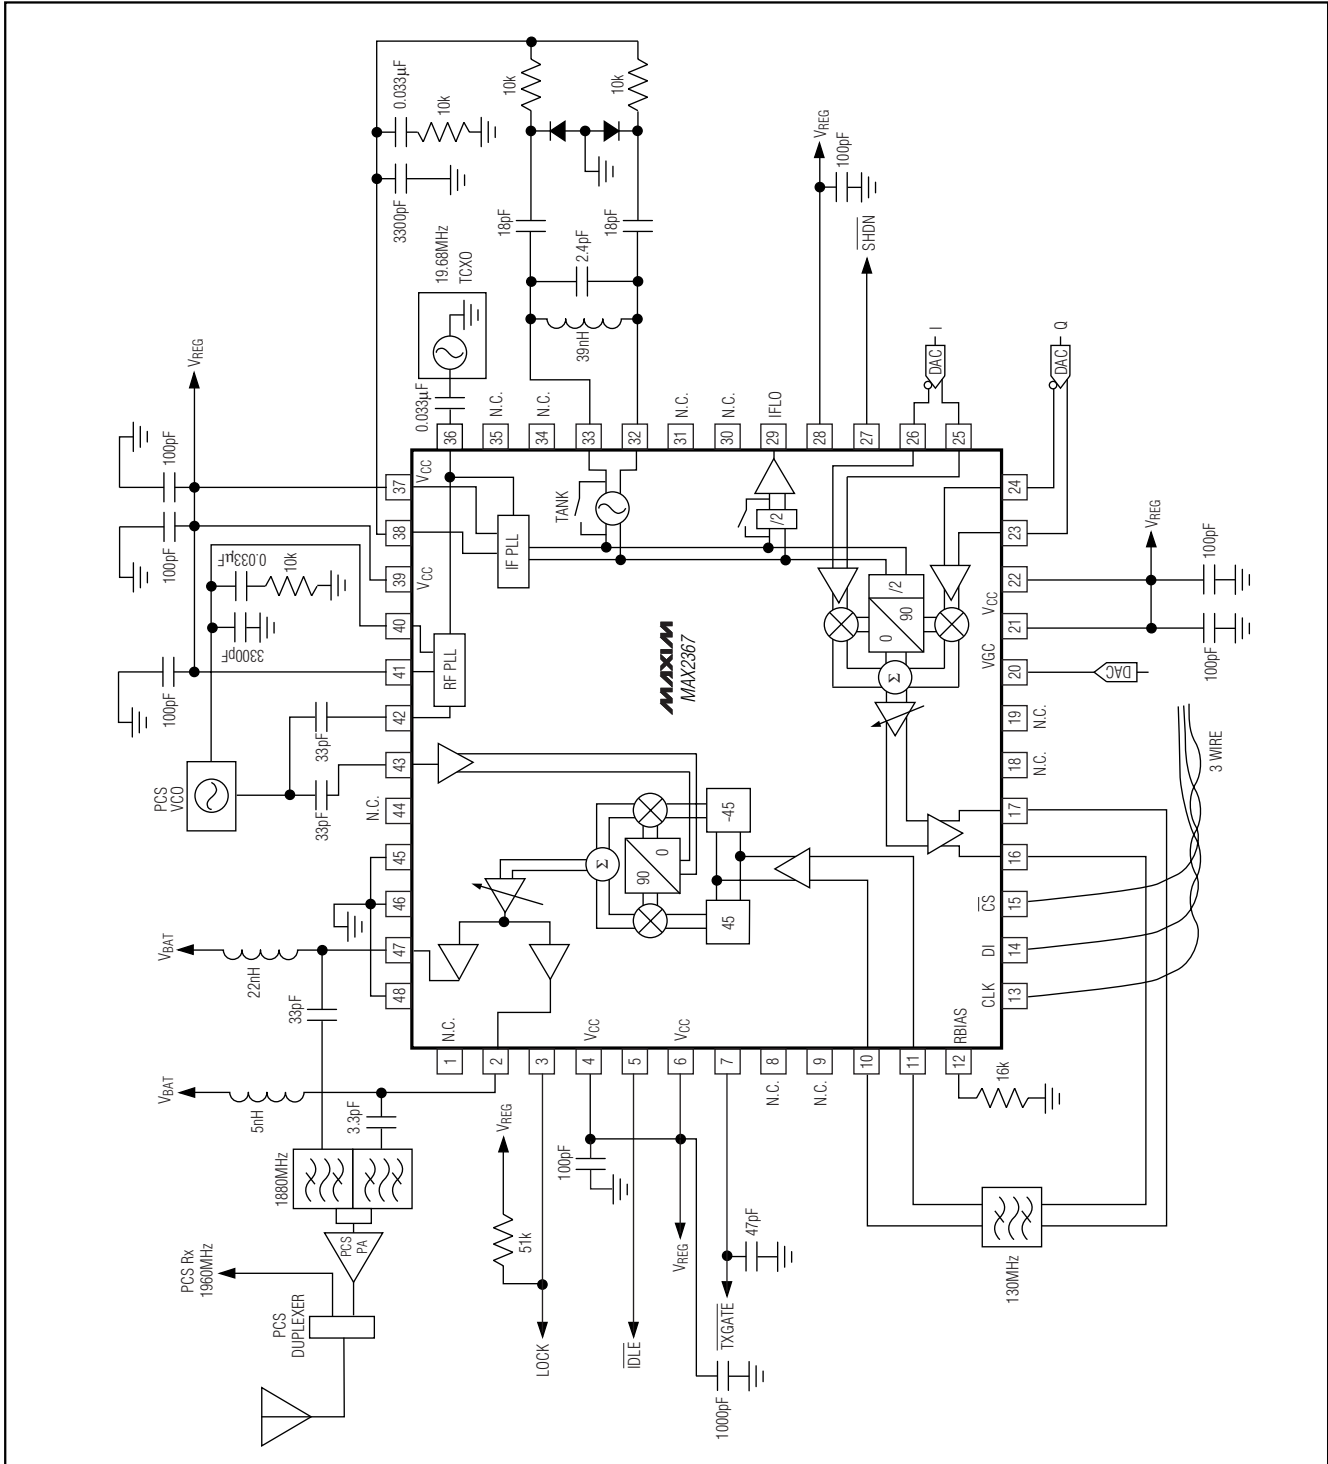 0.033µF
10k
3300pF
10k
10k
18pF
18pF
2.4pF
39nH
19.68MHz
TCXO
0.033µF
VREG
100pF
SHDN
DAC
I
DAC
Q
VREG
100pF
100pF
0.033µF
10k
3300pF
100pF
33pF
33pF
PCS
VCO
36
35
N.C.
34
N.C.
33
32
31
N.C.
30
N.C.
29
IFLO
28
27
26
25
37
VCC
38
39
VCC
40
41
42
43
44
N.C.
45
46
47
48
TANK
IF PLL
RF PLL
/2
/2
0
90
Σ
MAXIM
MAX2367
Σ
0
90
-45
45
24
23
22
VCC
21
VGC
20
19
N.C.
18
N.C.
17
16
15
CS
14
DI
13
CLK
VREG
100pF
100pF
DAC
3 WIRE
1
N.C.
2
3
4
VCC
5
6
VCC
7
8
N.C.
9
N.C.
10
11
12
RBIAS
16k
VBAT
22nH
33pF
VBAT
5nH
3.3pF
1880MHz
PCS
PA
PCS Rx
1960MHz
PCS
DUPLEXER
VREG
51k
LOCK
100pF
IDLE
VREG
1000pF
TXGATE
47pF
130MHz